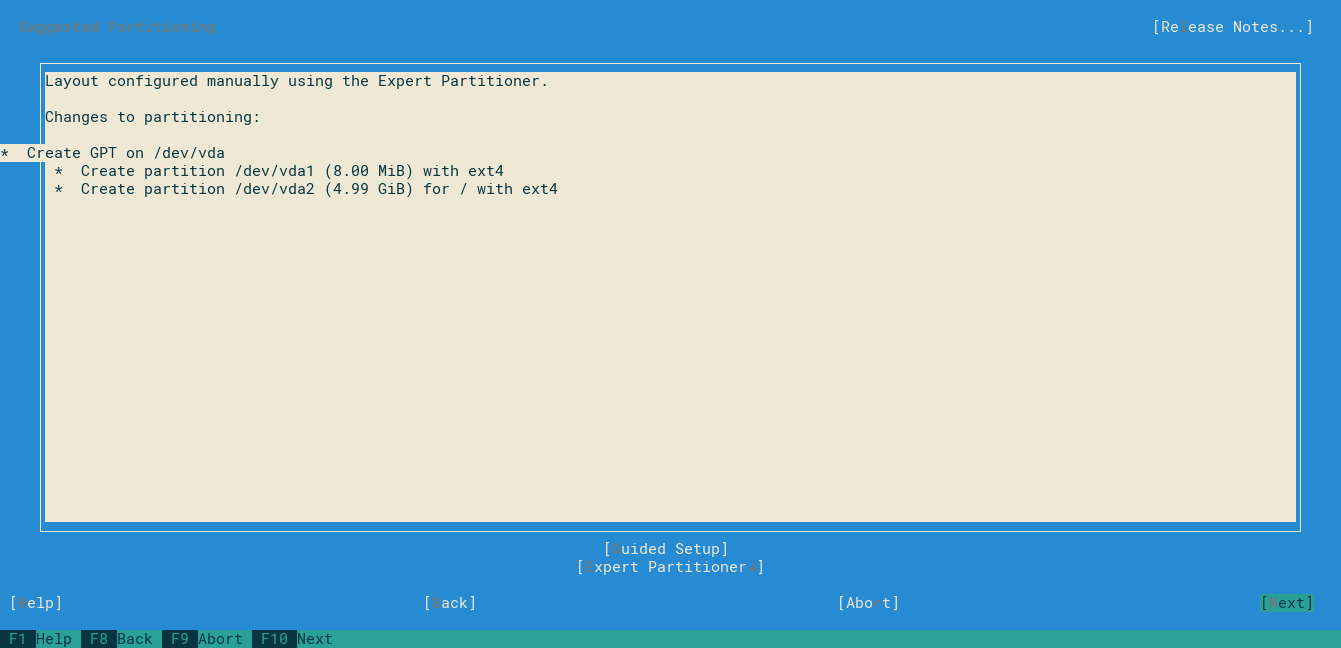 Suggested Partitioning [Release Notes...]
Layout configured manually using the Expert Partitioner.
Changes to partitioning:
* Create GPT on /dev/vda
* Create partition /dev/vda1 (8.00 MiB) with ext4
* Create partition /dev/vda2 (4.99 GiB) for / with ext4
[Guided Setup]
[Expert Partitioner↓]
[Help] [Back] [Abort] [Next]
F1 Help F8 Back F9 Abort F10 Next